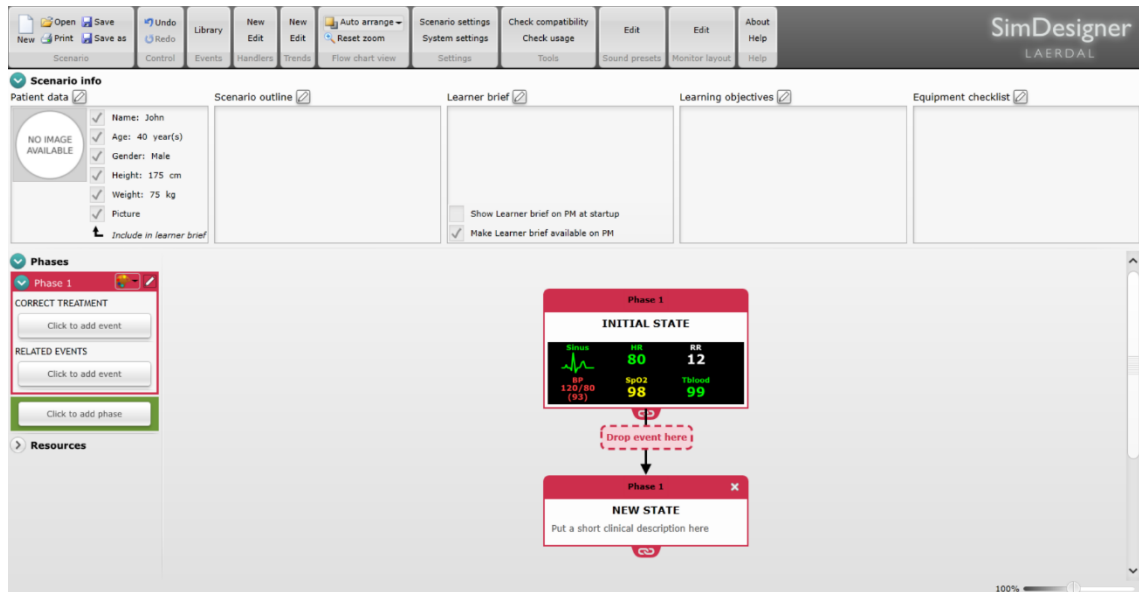 New
Open
Save
Print
Save as
Scenario
Undo
Redo
Control
Library
Events
New
Edit
Handlers
New
Edit
Trends
Auto arrange
Reset zoom
Flow chart view
Scenario settings
System settings
Settings
Check compatibility
Check usage
Tools
Edit
Sound presets
Edit
Monitor layout
About
Help
Help
SimDesigner
LAERDAL
Scenario info
Patient data
NO IMAGE
AVAILABLE
Name: John
Age: 40 year(s)
Gender: Male
Height: 175 cm
Weight: 75 kg
Picture
Include in learner brief
Scenario outline
Learner brief
Show Learner brief on PM at startup
Make Learner brief available on PM
Learning objectives
Equipment checklist
Phases
Phase 1
CORRECT TREATMENT
Click to add event
RELATED EVENTS
Click to add event
Click to add phase
Resources
Phase 1
INITIAL STATE
Sinus
HR
80
RR
12
BP
120/80
(93)
SpO2
98
Tblood
99
Drop event here
Phase 1
NEW STATE
Put a short clinical description here
100%